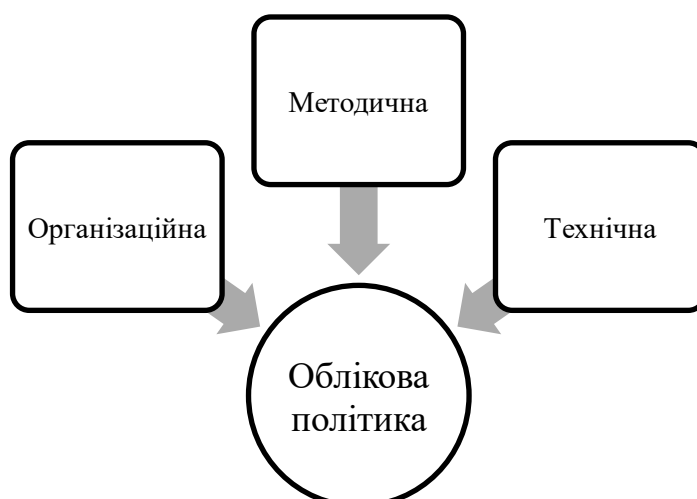 Методична
Організаційна
Технічна
Облікова
політика